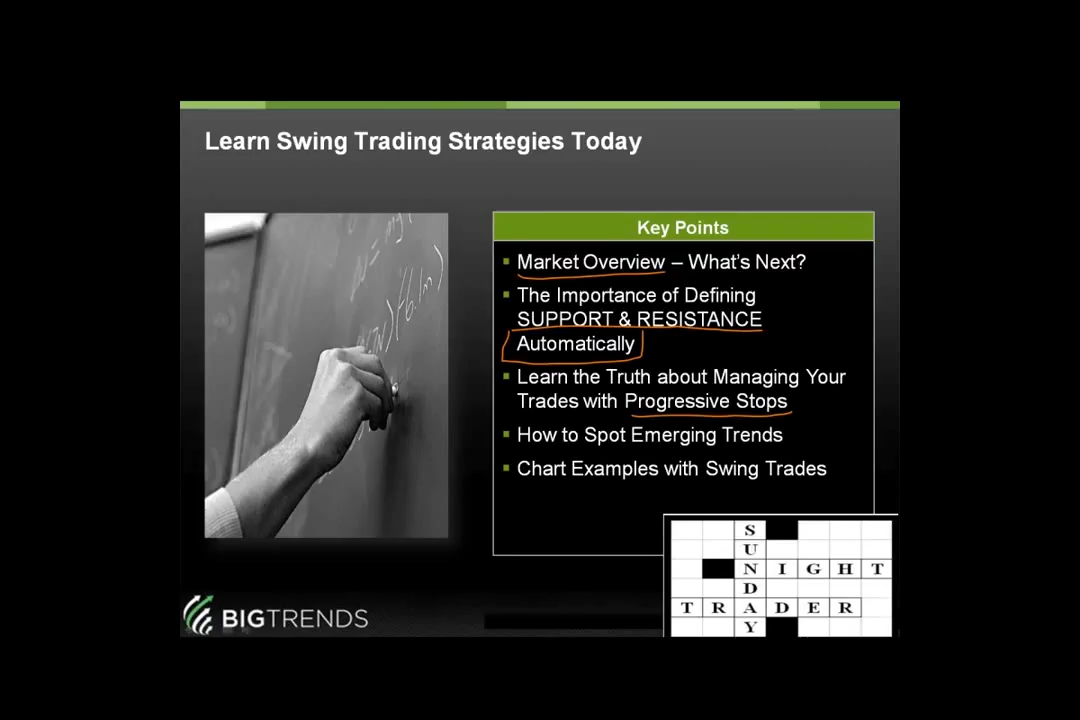 Learn Swing Trading Strategies Today
Key Points
Market Overview – What's Next?
The Importance of Defining
SUPPORT & RESISTANCE
Automatically
Learn the Truth about Managing Your
Trades with Progressive Stops
How to Spot Emerging Trends
Chart Examples with Swing Trades
BIGTRENDS
SUNDAY
NIGHT
TRADER